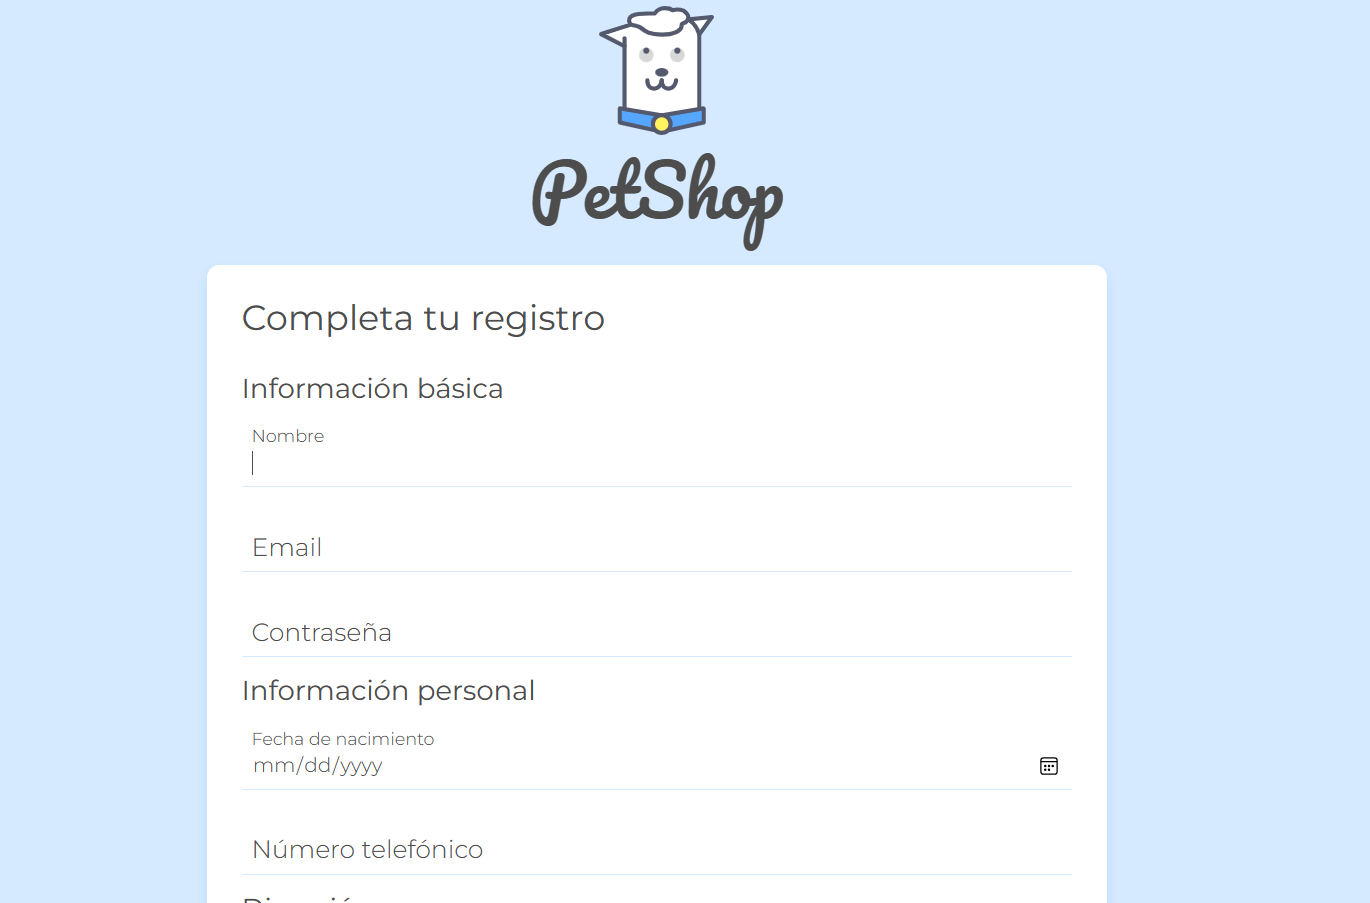 PetShop
Completa tu registro
Información básica
Nombre
Email
Contraseña
Información personal
Fecha de nacimiento
mm/dd/yyyy
Número telefónico